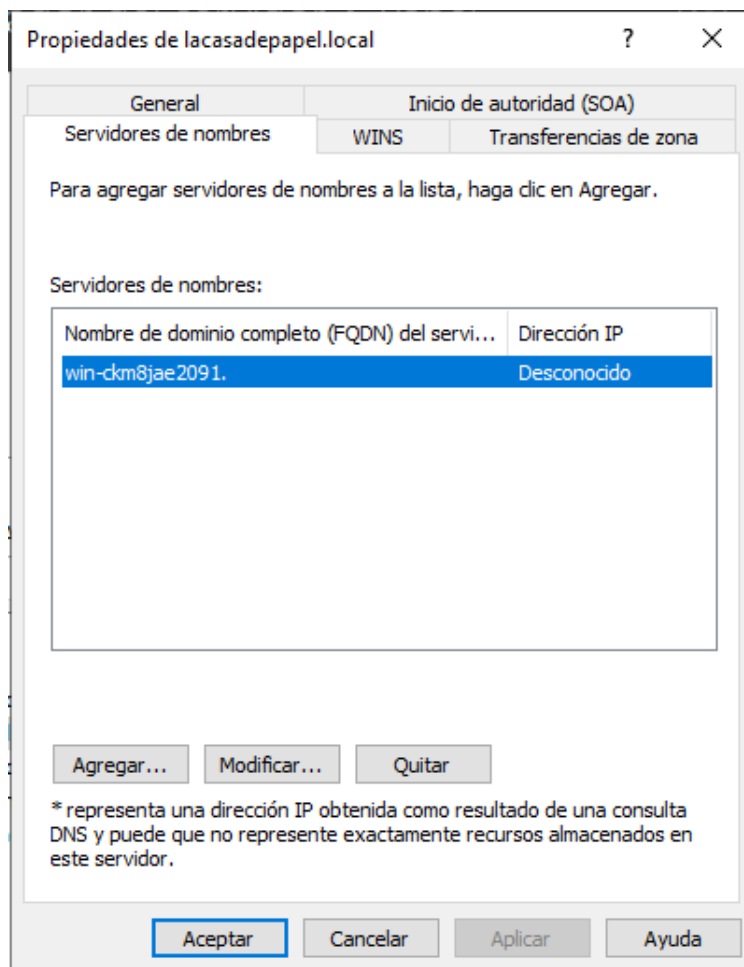 Propiedades de lacasadepapel.local
?
General
Inicio de autoridad (SOA)
Servidores de nombres
WINS
Transferencias de zona
Para agregar servidores de nombres a la lista, haga clic en Agregar.
Servidores de nombres:
Nombre de dominio completo (FQDN) del servi... Dirección IP
win-ckm8jae2091. Desconocido
Agregar... Modificar... Quitar
* representa una dirección IP obtenida como resultado de una consulta
DNS y puede que no represente exactamente recursos almacenados en
este servidor.
Aceptar Cancelar Aplicar Ayuda